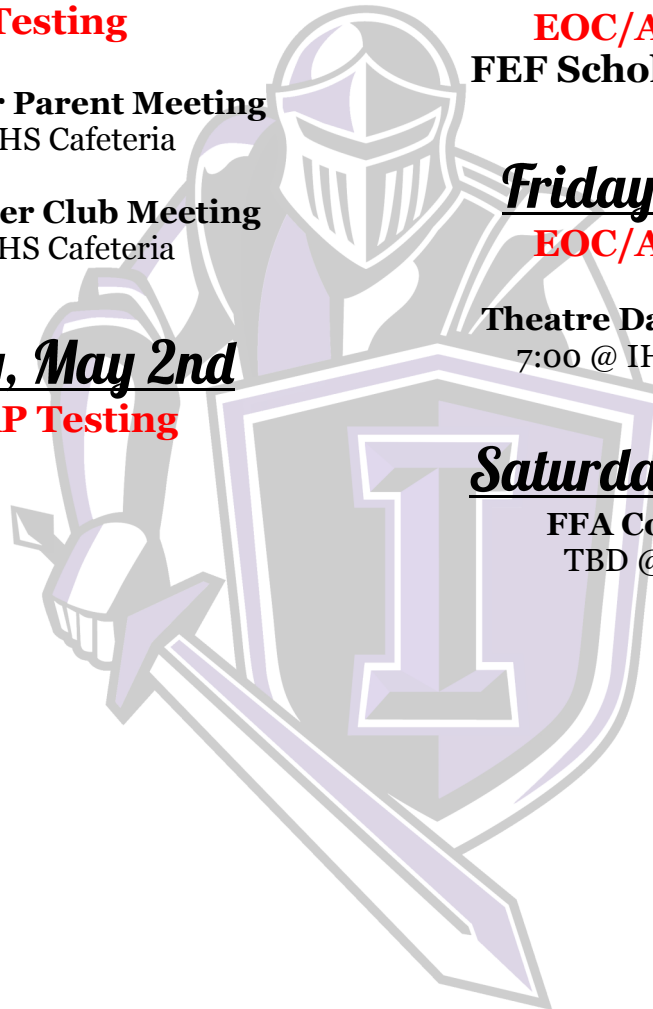 Testing
r Parent Meeting
HS Cafeteria
er Club Meeting
HS Cafeteria
, May 2nd
AP Testing
EOC/A
FEF Schol
Friday
EOC/A
Theatre Da
7:00 @ IH
Saturda
FFA Co
TBD @
I